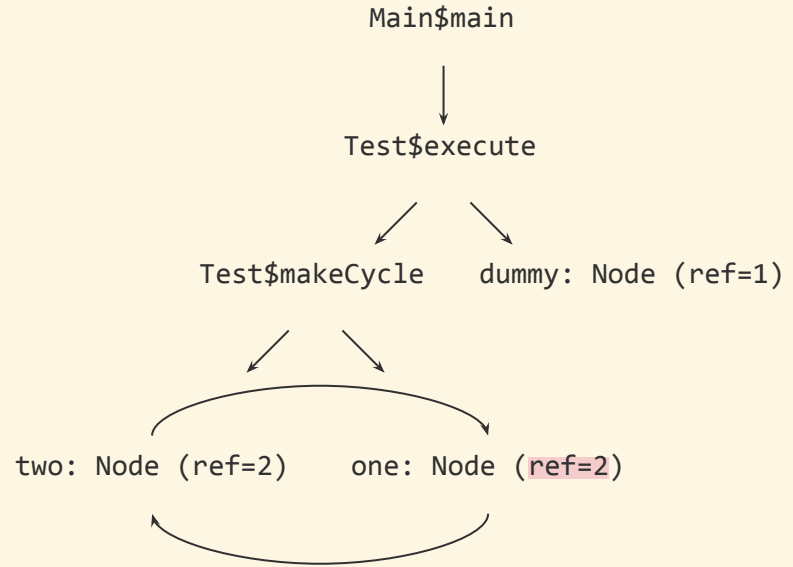 Main$main
Test$execute
Test$makeCycle dummy: Node (ref=1)
two: Node (ref=2) one: Node (ref=2)